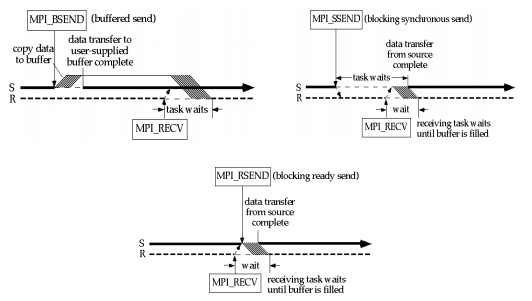 MPI_BSEND (buffered send)
copy data
to buffer
data transfer to
user-supplied
buffer complete
S
R
task waits
MPI_RECV
MPI_SSEND (blocking synchronous send)
data transfer
from source
complete
task waits
S
R
wait
MPI_RECV
receiving task waits
until buffer is filled
MPI_RSEND (blocking ready send)
data transfer
from source
complete
S
R
wait
MPI_RECV
receiving task waits
until buffer is filled